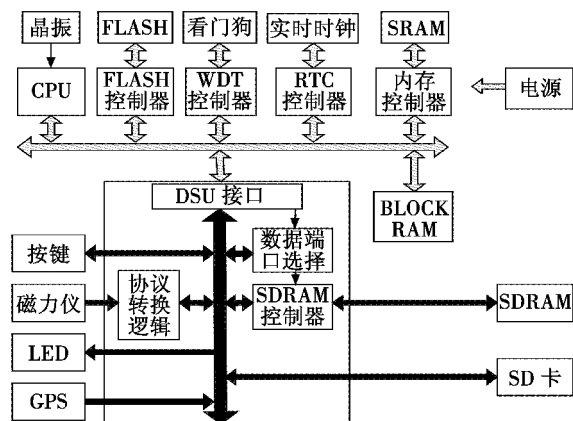 晶振
FLASH
看门狗
实时时钟
SRAM
CPU
FLASH
控制器
WDT
控制器
RTC
控制器
内存
控制器
电源
DSU 接口
BLOCK
RAM
按键
数据端
口选择
磁力仪
协议
转换
逻辑
SDRAM
控制器
SDRAM
LED
SD 卡
GPS